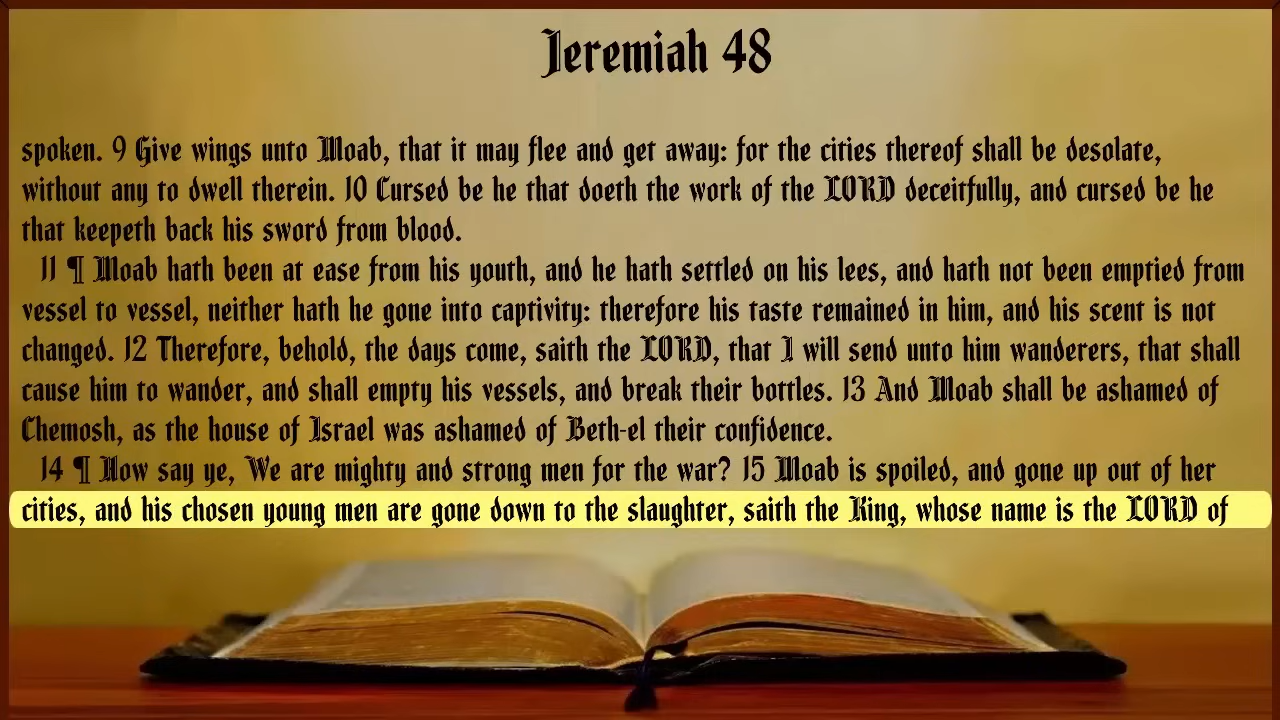 Jeremiah 48
spoken. 9 Give wings unto Moab, that it may flee and get away: for the cities thereof shall be desolate,
without any to dwell therein. 10 Cursed be he that doeth the work of the LORD deceitfully, and cursed be he
that keepeth back his sword from blood.
11 ¶ Moab hath been at ease from his youth, and he hath settled on his lees, and hath not been emptied from
vessel to vessel, neither hath he gone into captivity: therefore his taste remained in him, and his scent is not
changed. 12 Therefore, behold, the days come, saith the LORD, that I will send unto him wanderers, that shall
cause him to wander, and shall empty his vessels, and break their bottles. 13 And Moab shall be ashamed of
Chemosh, as the house of Israel was ashamed of Beth-el their confidence.
14 ¶ How say ye, We are mighty and strong men for the war? 15 Moab is spoiled, and gone up out of her
cities, and his chosen young men are gone down to the slaughter, saith the King, whose name is the LORD of